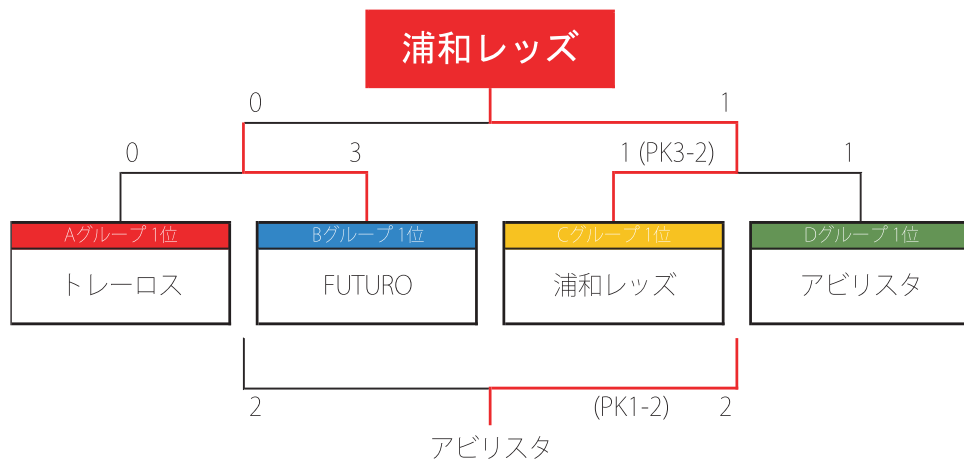 浦和レッズ
0 1
0 3 1 (PK3-2) 1
Aグループ 1位 Bグループ 1位 Cグループ 1位 Dグループ 1位
トレーロス FUTURO 浦和レッズ アビリスタ
2 (PK1-2) 2
アビリスタ